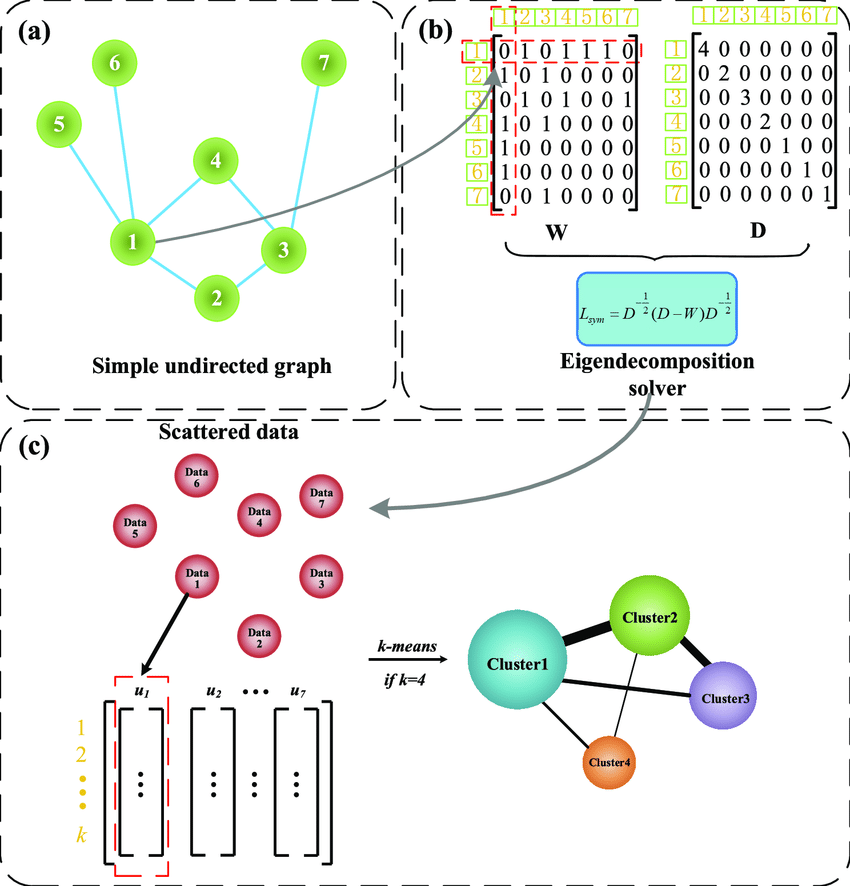 (a)
6
7
5
4
1
3
2
Simple undirected graph
(b)
1 2 3 4 5 6 7
1 0 1 0 1 1 1 0
2 1 0 1 0 0 0 0
3 0 1 0 1 0 0 1
4 1 0 1 0 0 0 0
5 1 0 0 0 0 0 0
6 1 0 0 0 0 0 0
7 0 0 1 0 0 0 0
W
1 2 3 4 5 6 7
1 4 0 0 0 0 0 0
2 0 2 0 0 0 0 0
3 0 0 3 0 0 0 0
4 0 0 0 2 0 0 0
5 0 0 0 0 1 0 0
6 0 0 0 0 0 1 0
7 0 0 0 0 0 0 1
D
L_sym = D^{-1/2}(D-W)D^{-1/2}
Eigendecomposition
solver
(c)
Scattered data
Data
6
Data
7
Data
4
Data
5
Data
1
Data
3
Data
2
u1 u2 ••• u7
1
2
k
k-means
if k=4
Cluster1
Cluster2
Cluster3
Cluster4